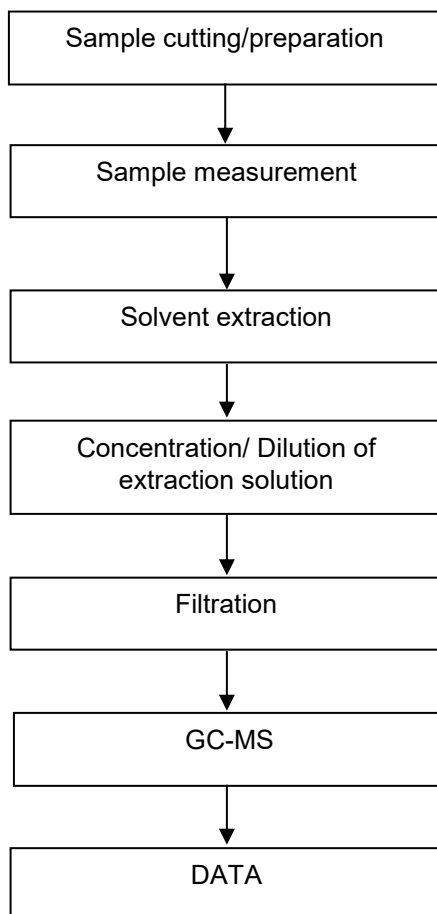 Sample cutting/preparation
Sample measurement
Solvent extraction
Concentration/ Dilution of
extraction solution
Filtration
GC-MS
DATA